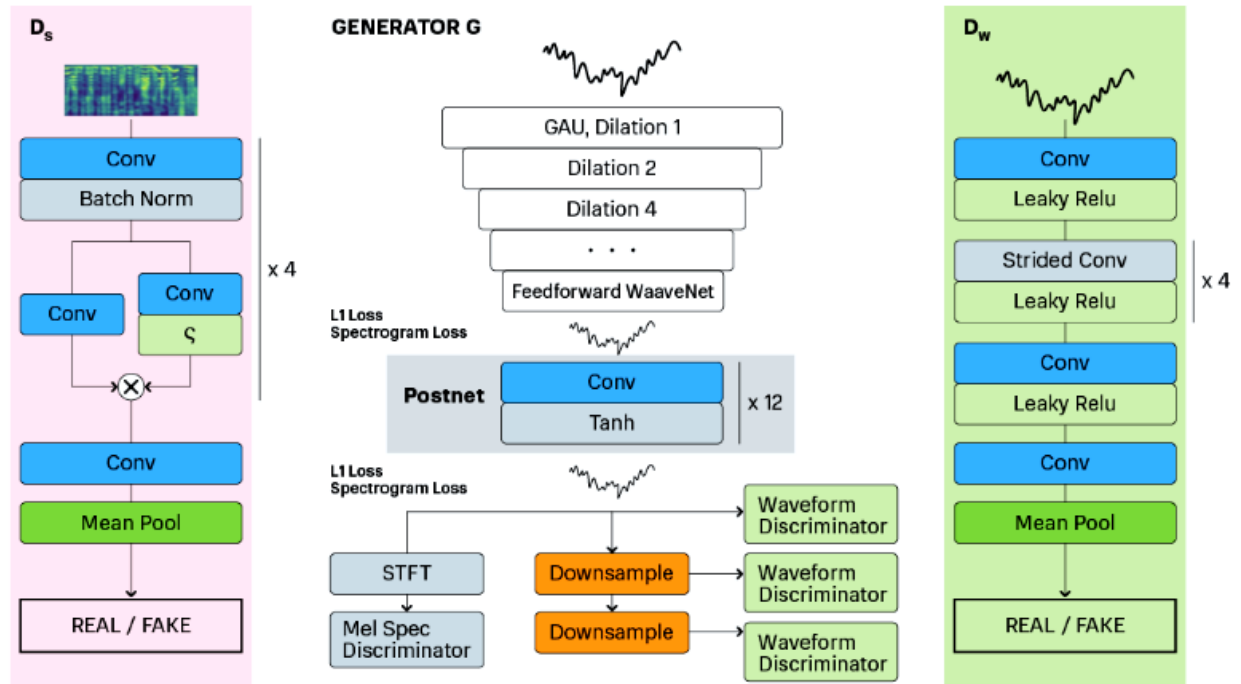 D_s
Conv
Batch Norm
Conv
Conv
ς
x 4
Conv
Mean Pool
REAL / FAKE
GENERATOR G
GAU, Dilation 1
Dilation 2
Dilation 4
. . .
Feedforward WaaveNet
L1 Loss
Spectrogram Loss
Postnet
Conv
Tanh
x 12
L1 Loss
Spectrogram Loss
Waveform
Discriminator
STFT
Downsample
Waveform
Discriminator
Mel Spec
Discriminator
Downsample
Waveform
Discriminator
D_w
Conv
Leaky Relu
Strided Conv
Leaky Relu
x 4
Conv
Leaky Relu
Conv
Mean Pool
REAL / FAKE